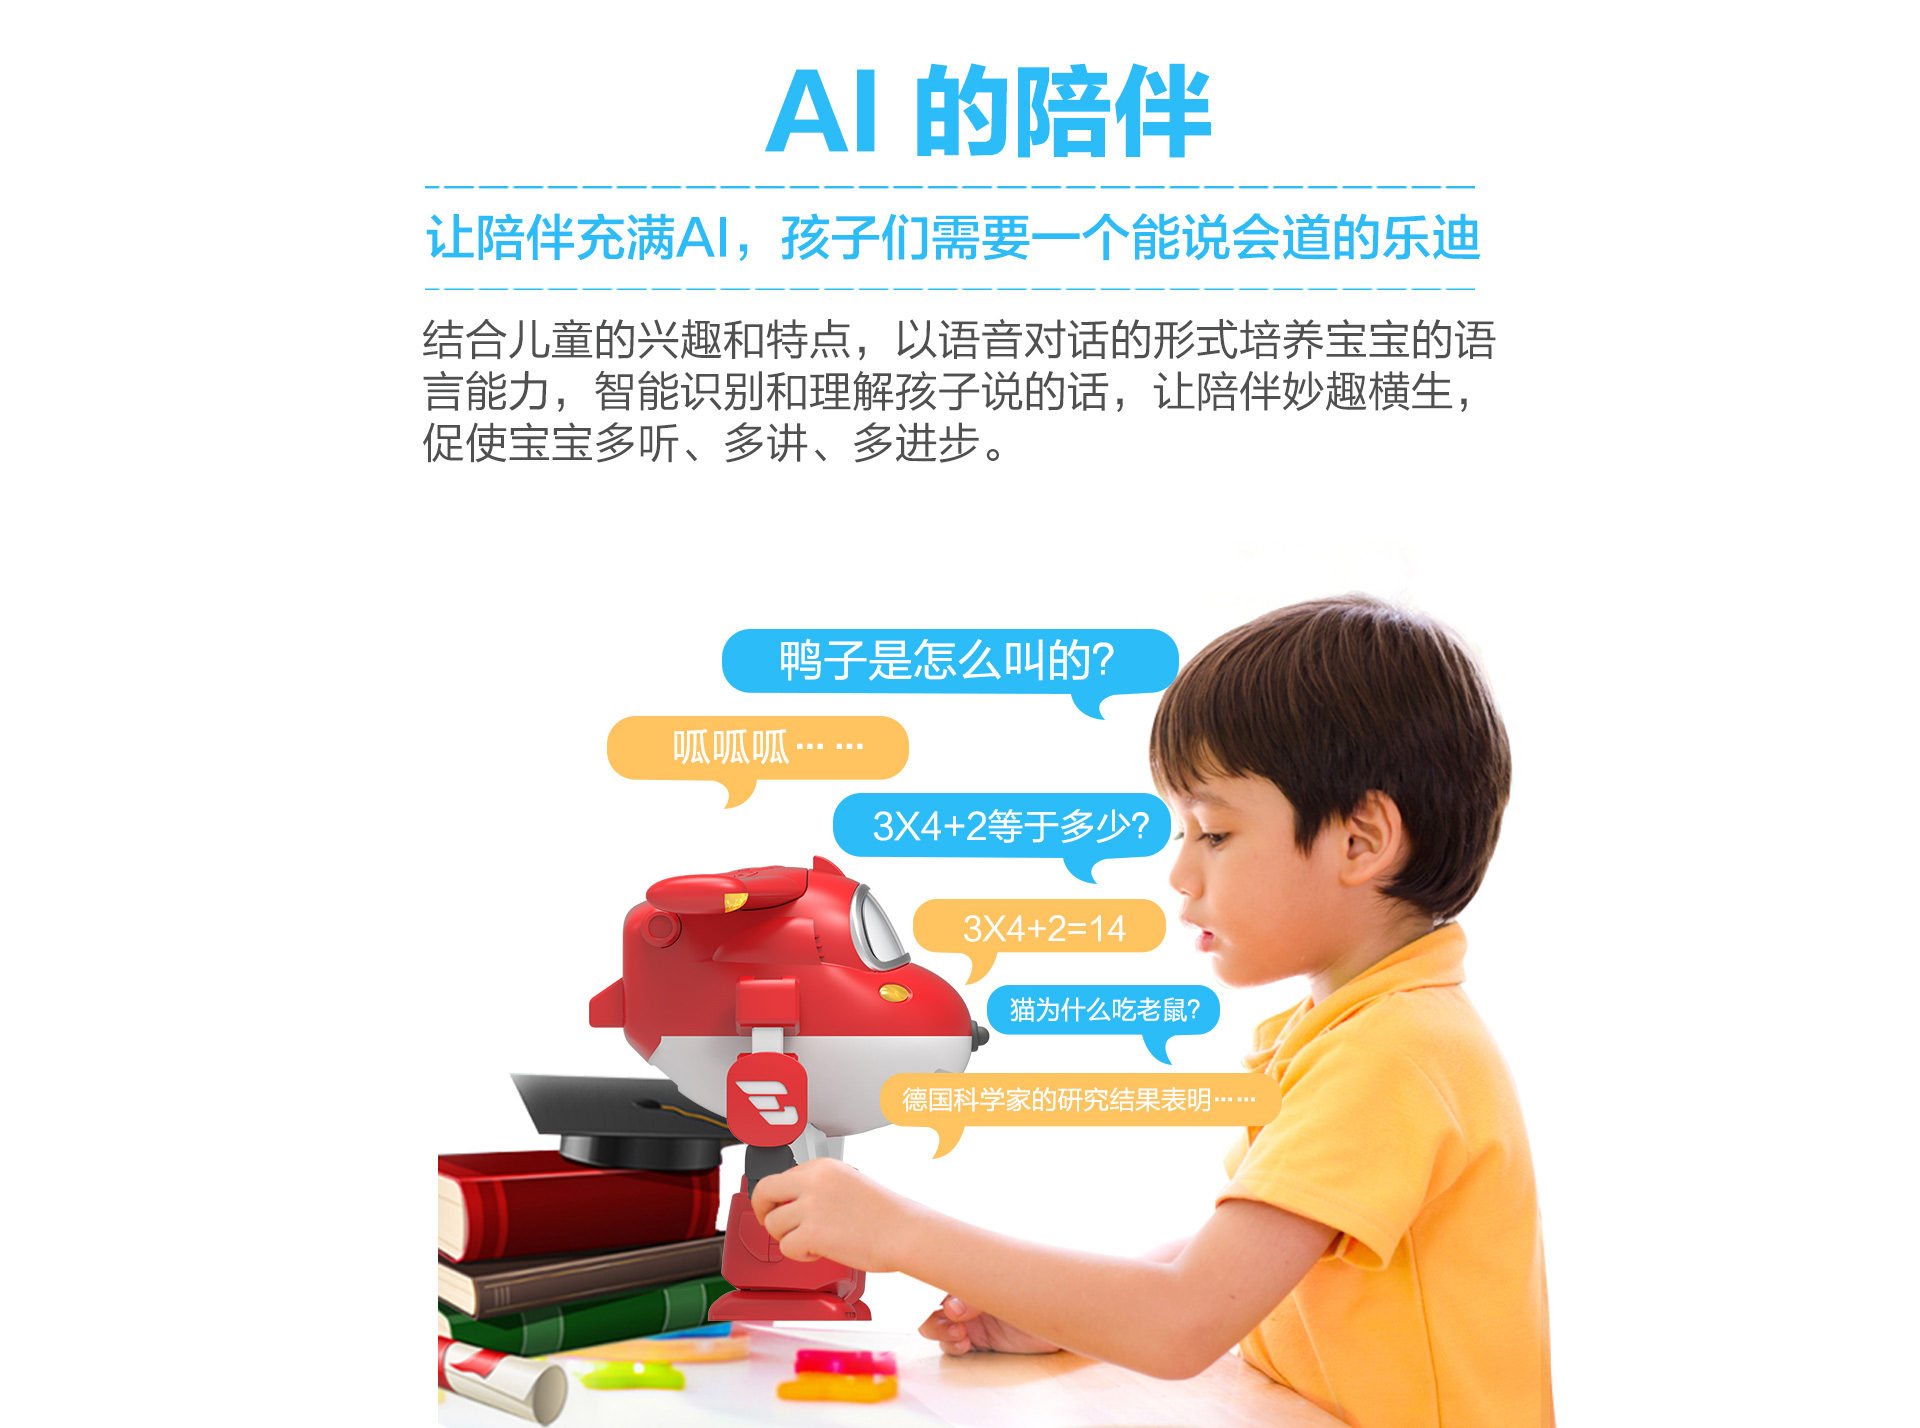 AI 的陪伴
让陪伴充满AI，孩子们需要一个能说会道的乐迪
结合儿童的兴趣和特点，以语音对话的形式培养宝宝的语
言能力，智能识别和理解孩子说的话，让陪伴妙趣横生，
促使宝宝多听、多讲、多进步。
鸭子是怎么叫的？
呱呱呱……
3X4+2等于多少？
3X4+2=14
猫为什么吃老鼠？
德国科学家的研究结果表明……